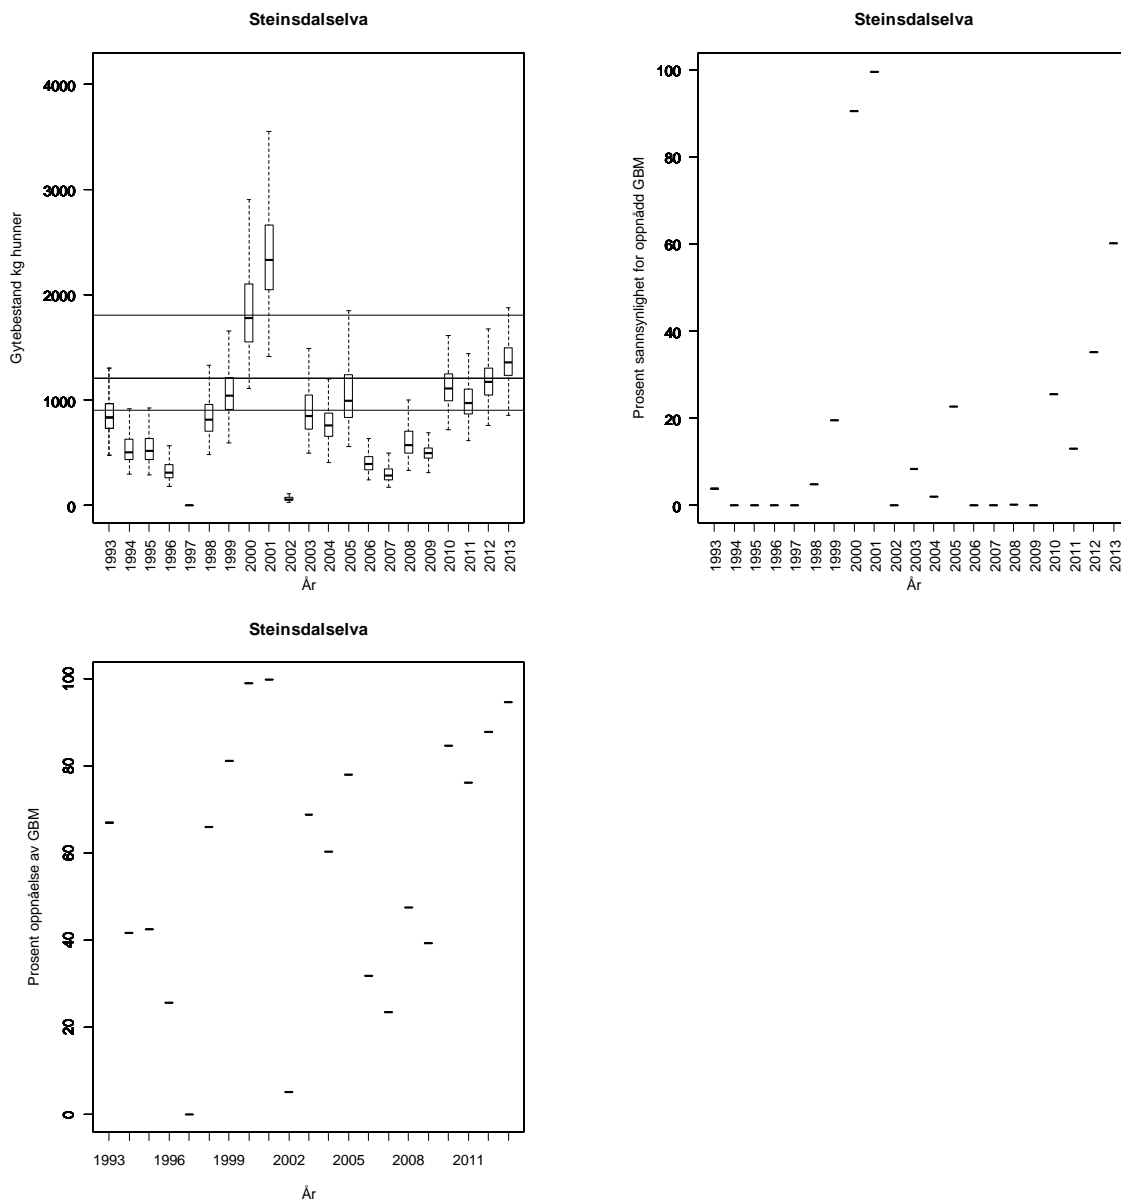 Steinsdalselva
Gytebestand kg hunner
4000
3000
2000
1000
0
1993 1994 1995 1996 1997 1998 1999 2000 2001 2002 2003 2004 2005 2006 2007 2008 2009 2010 2011 2012 2013
År
Steinsdalselva
Prosent sannsynlighet for oppnådd GBM
100
80
60
40
20
0
1993 1994 1995 1996 1997 1998 1999 2000 2001 2002 2003 2004 2005 2006 2007 2008 2009 2010 2011 2012 2013
År
Steinsdalselva
Prosent oppnåelse av GBM
100
80
60
40
20
0
1993 1996 1999 2002 2005 2008 2011
År